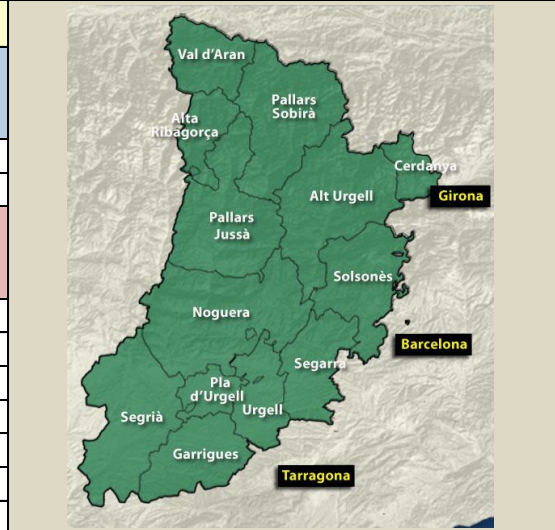 Val d'Aran
Pallars
Sobirà
Alta
Ribagorça
Cerdanya
Girona
Alt Urgell
Pallars
Jussà
Solsonès
Noguera
Barcelona
Segarra
Pla
d'Urgell
Urgell
Segrià
Garrigues
Tarragona